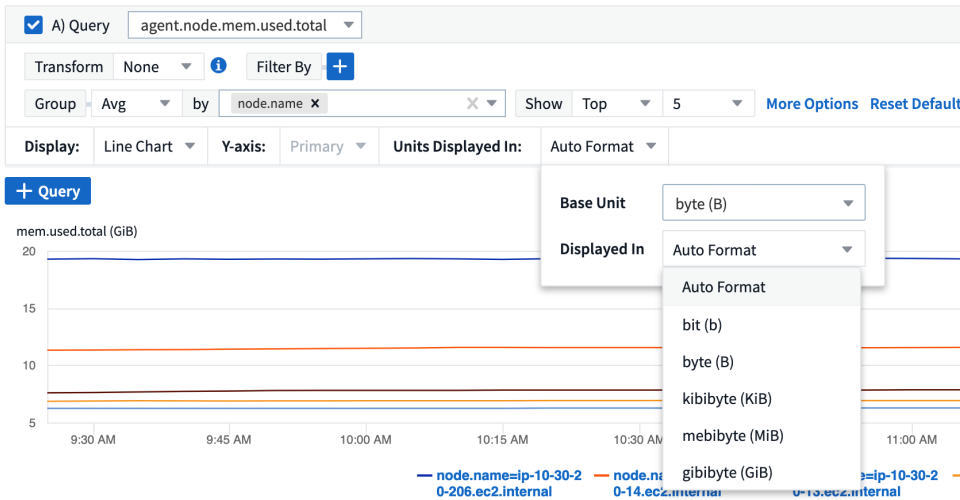 A) Query agent.node.mem.used.total
Transform None Filter By +
Group Avg by node.name × Show Top 5 More Options Reset Default
Display: Line Chart Y-axis: Primary Units Displayed In: Auto Format
+ Query
Base Unit byte (B)
Displayed In Auto Format
Auto Format
bit (b)
byte (B)
kibibyte (KiB)
mebibyte (MiB)
gibibyte (GiB)
mem.used.total (GiB)
20
15
10
5
9:30 AM 9:45 AM 10:00 AM 10:15 AM 10:30 AM 11:00 AM
node.name=ip-10-30-2
0-206.ec2.internal
0-14.ec2.internal
e=ip-10-30-2
0-13.ec2.internal